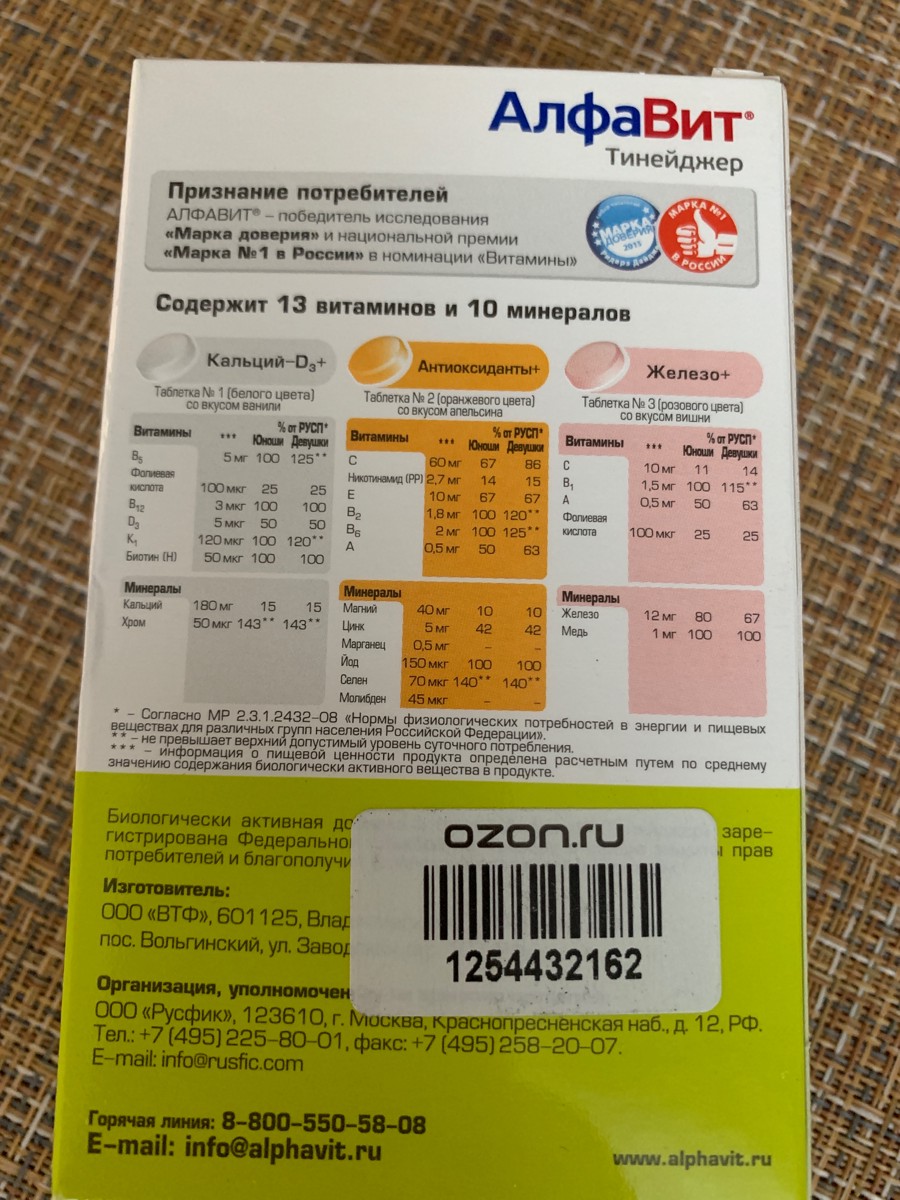 АлфаВит®
Тинейджер
Признание потребителей
АЛФАВИТ® – победитель исследования
«Марка доверия» и национальной премии
«Марка №1 в России» в номинации «Витамины»
МАРКА
ДОВЕРИЯ
2015
Ридерз Дайджест
МАРКА №1
В РОССИИ
Содержит 13 витаминов и 10 минералов
Кальций–D₃+
Таблетка № 1 (белого цвета)
со вкусом ванили
Витамины *** % от РУСП*
Юноши Девушки
B₅ 5 мг 100 125**
Фолиевая
кислота 100 мкг 25 25
B₁₂ 3 мкг 100 100
D₃ 5 мкг 50 50
K₁ 120 мкг 100 120**
Биотин (H) 50 мкг 100 100
Минералы
Кальций 180 мг 15 15
Хром 50 мкг 143** 143**
Антиоксиданты+
Таблетка № 2 (оранжевого цвета)
со вкусом апельсина
Витамины *** % от РУСП*
Юноши Девушки
C 60 мг 67 86
Никотинамид (PP) 2,7 мг 14 15
E 10 мг 67 67
B₂ 1,8 мг 100 120**
B₆ 2 мг 100 125**
A 0,5 мг 50 63
Минералы
Магний 40 мг 10 10
Цинк 5 мг 42 42
Марганец 0,5 мг – –
Йод 150 мкг 100 100
Селен 70 мкг 140** 140**
Молибден 45 мкг – –
Железо+
Таблетка № 3 (розового цвета)
со вкусом вишни
Витамины *** % от РУСП*
Юноши Девушки
C 10 мг 11 14
B₁ 1,5 мг 100 115**
A 0,5 мг 50 63
Фолиевая
кислота 100 мкг 25 25
Минералы
Железо 12 мг 80 67
Медь 1 мг 100 100
* – Согласно МР 2.3.1.2432–08 «Нормы физиологических потребностей в энергии и пищевых
веществах для различных групп населения Российской Федерации».
** – не превышает верхний допустимый уровень суточного потребления.
*** – информация о пищевой ценности продукта определена расчетным путем по среднему
значению содержания биологически активного вещества в продукте.
Биологически активная до заре–
гистрирована Федерально прав
потребителей и благополучи
Изготовитель:
ООО «ВТФ», 601125, Влад
пос. Вольгинский, ул. Завод
Организация, уполномочен
ООО «Русфик», 123610, г. Москва, Краснопресненская наб., д. 12, РФ.
Тел.: +7 (495) 225–80–01, факс: +7 (495) 258–20–07.
E–mail: info@rusfic.com
ozon.ru
1254432162
Горячая линия: 8–800–550–58–08
E–mail: info@alphavit.ru
www.alphavit.ru